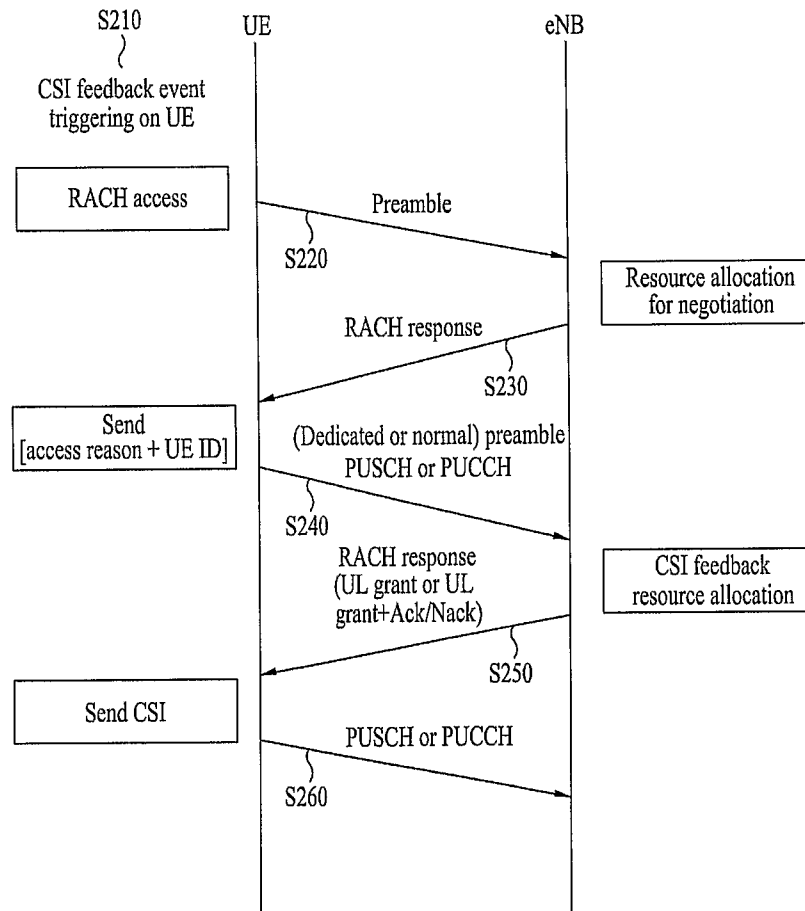 S210
UE
eNB
CSI feedback event
triggering on UE
RACH access
Preamble
S220
Resource allocation
for negotiation
RACH response
S230
Send
[access reason + UE ID]
(Dedicated or normal) preamble
PUSCH or PUCCH
S240
RACH response
(UL grant or UL
grant+Ack/Nack)
CSI feedback
resource allocation
S250
Send CSI
PUSCH or PUCCH
S260